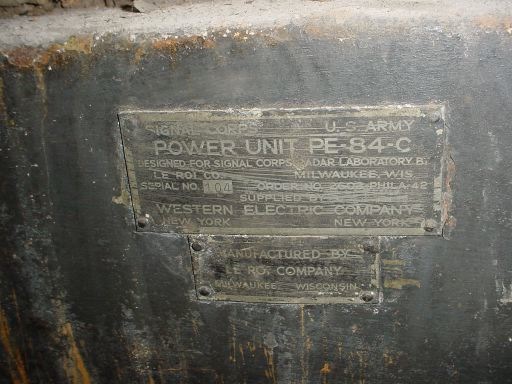 SIGNAL CORPS U.S. ARMY
POWER UNIT PE-84-C
DESIGNED FOR SIGNAL CORPS RADAR LABORATORY BY
LE ROI CO. MILWAUKEE, WIS.
SERIAL NO. 104 ORDER NO. 2602-PHILA-42
SUPPLIED BY
WESTERN ELECTRIC COMPANY
NEW YORK NEW YORK
MANUFACTURED BY
LE ROI COMPANY
MILWAUKEE WISCONSIN